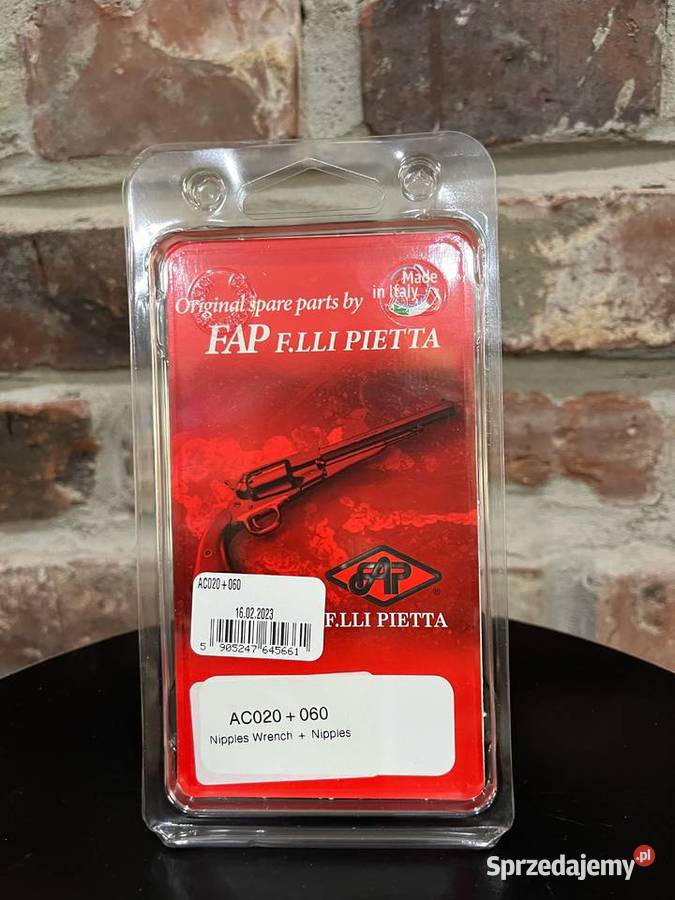 Made
in Italy
Original spare parts by
FAP F.LLI PIETTA
FAP
®
F.LLI PIETTA
AC020+060
16.02.2023
5 905247 645661
AC020 + 060
Nipples Wrench + Nipples
Sprzedajemy.pl